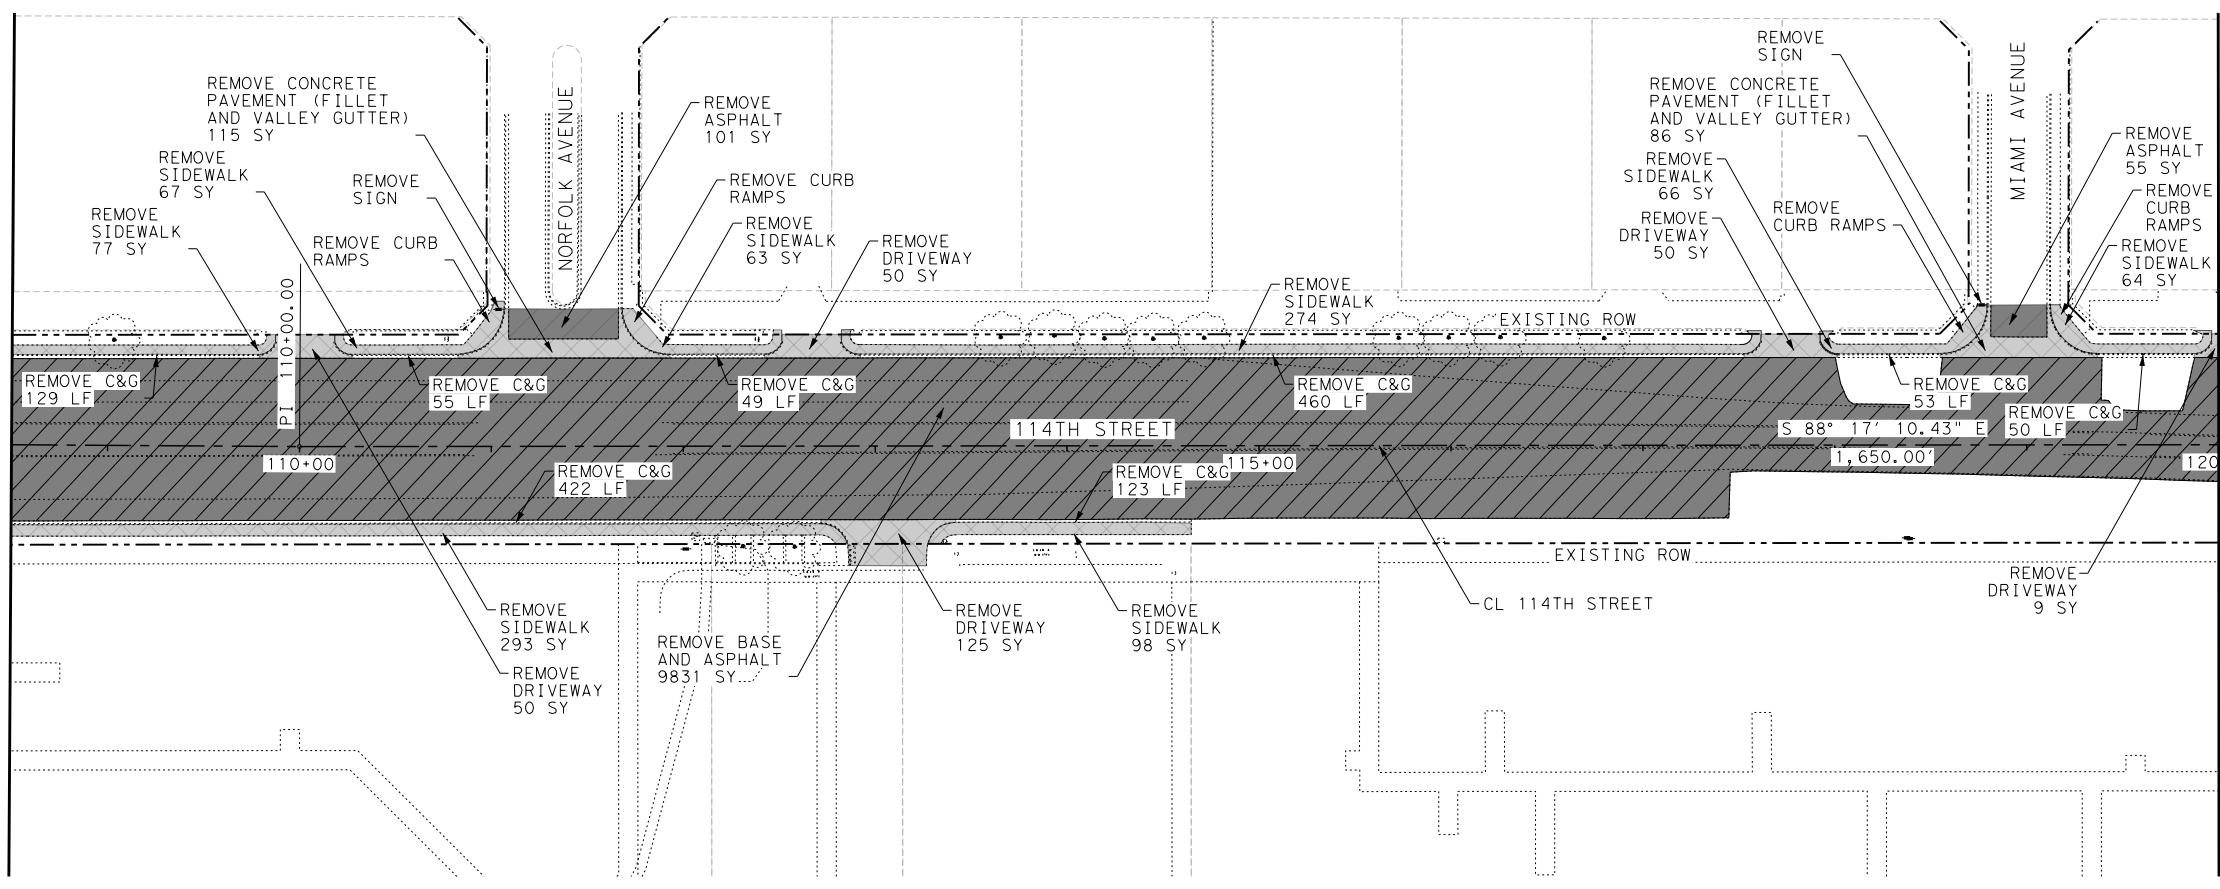 REMOVE CONCRETE
PAVEMENT (FILLET
AND VALLEY GUTTER)
115 SY
REMOVE
SIDEWALK
67 SY
REMOVE
SIDEWALK
77 SY
REMOVE
SIGN
REMOVE CURB
RAMPS
NORFOLK AVENUE
REMOVE
ASPHALT
101 SY
REMOVE CURB
RAMPS
REMOVE
SIDEWALK
63 SY
REMOVE
DRIVEWAY
50 SY
REMOVE
SIDEWALK
274 SY
EXISTING ROW
REMOVE
SIGN
REMOVE CONCRETE
PAVEMENT (FILLET
AND VALLEY GUTTER)
86 SY
REMOVE
SIDEWALK
66 SY
REMOVE
DRIVEWAY
50 SY
REMOVE
CURB RAMPS
MIAMI AVENUE
REMOVE
ASPHALT
55 SY
REMOVE
CURB
RAMPS
REMOVE
SIDEWALK
64 SY
PI 110+00.00
REMOVE C&G
129 LF
REMOVE C&G
55 LF
REMOVE C&G
49 LF
REMOVE C&G
460 LF
REMOVE C&G
53 LF
REMOVE C&G
50 LF
114TH STREET
S 88° 17' 10.43" E
1,650.00'
110+00
115+00
120
REMOVE C&G
422 LF
REMOVE C&G
123 LF
EXISTING ROW
REMOVE
SIDEWALK
293 SY
REMOVE
DRIVEWAY
50 SY
REMOVE BASE
AND ASPHALT
9831 SY
REMOVE
DRIVEWAY
125 SY
REMOVE
SIDEWALK
98 SY
CL 114TH STREET
REMOVE
DRIVEWAY
9 SY